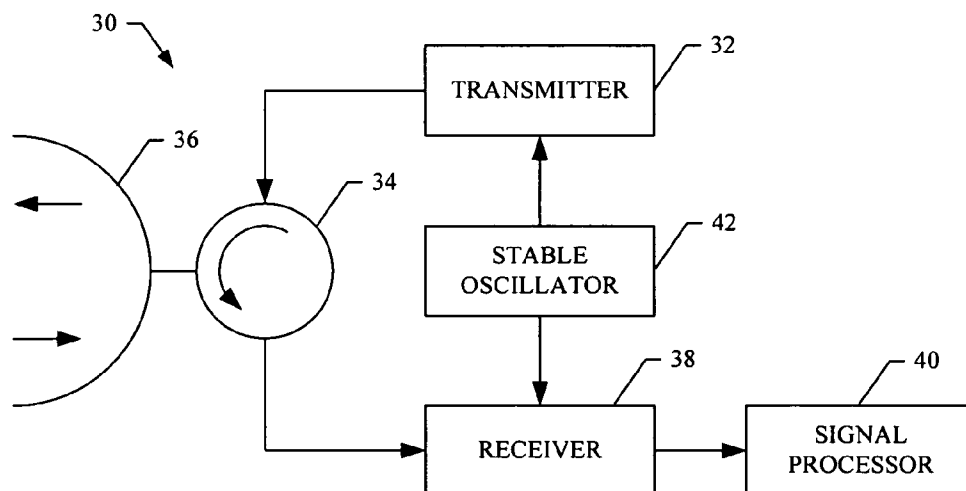 30
32
TRANSMITTER
36
34
42
STABLE
OSCILLATOR
38
40
RECEIVER
SIGNAL
PROCESSOR